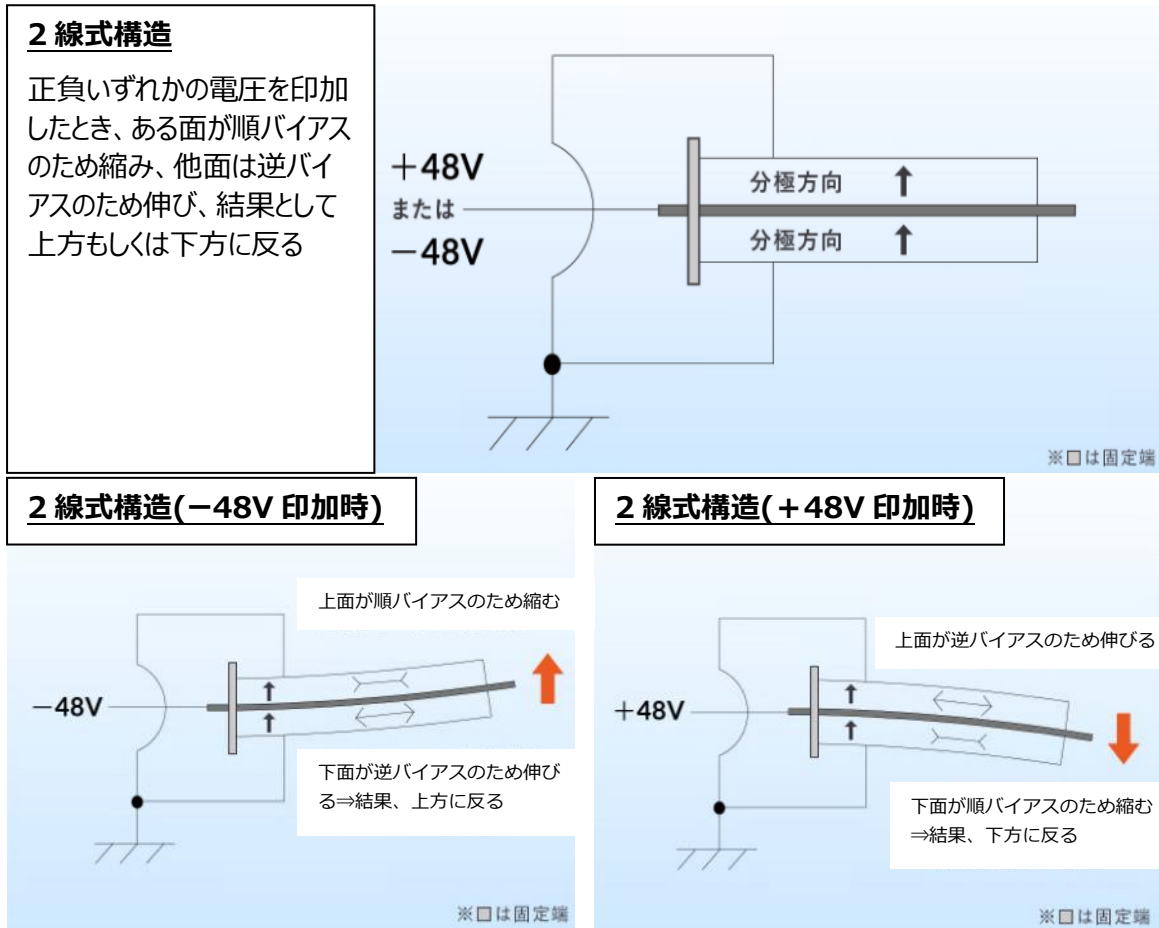 2 線式構造
正負いずれかの電圧を印加
したとき、ある面が順バイアス
のため縮み、他面は逆バイ
アスのため伸び、結果として
上方もしくは下方に反る
+48V
または
−48V
分極方向
分極方向
※□は固定端
2 線式構造(−48V 印加時)
上面が順バイアスのため縮む
−48V
下面が逆バイアスのため伸び
る⇒結果、上方に反る
※□は固定端
2 線式構造(+48V 印加時)
上面が逆バイアスのため伸びる
+48V
下面が順バイアスのため縮む
⇒結果、下方に反る
※□は固定端